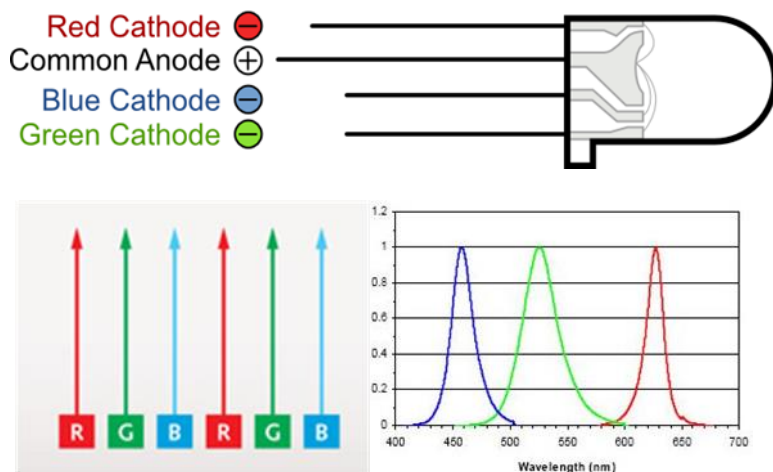 Red Cathode −
Common Anode +
Blue Cathode −
Green Cathode −
R G B R G B
1.2
1
0.8
0.6
0.4
0.2
0
400 450 500 550 600 650 700
Wavelength (nm)